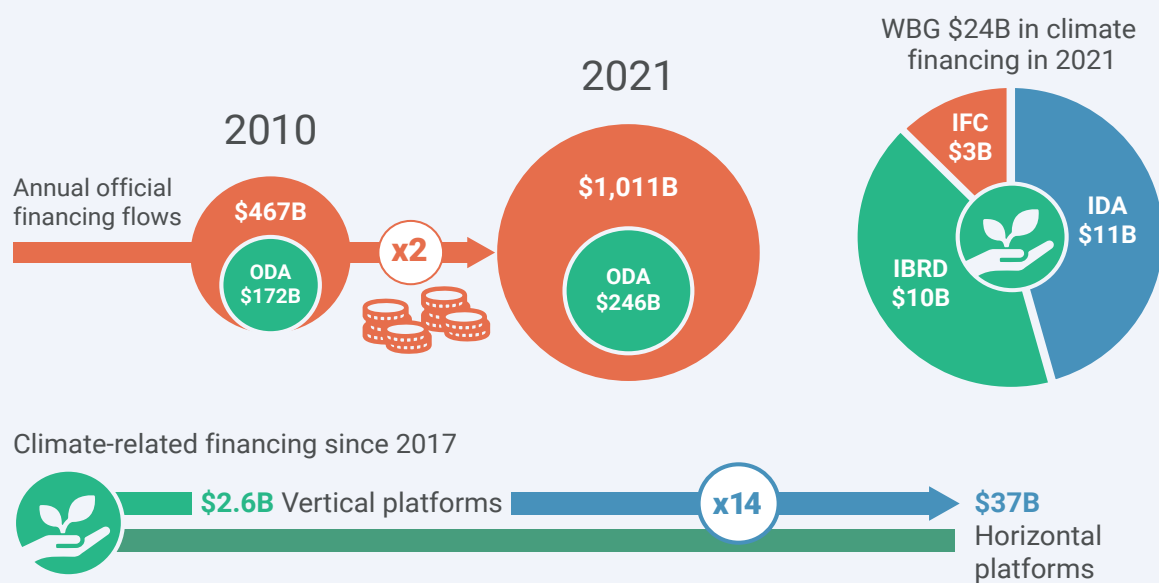 2010
2021
Annual official
financing flows
$467B
ODA
$172B
x2
$1,011B
ODA
$246B
WBG $24B in climate
financing in 2021
IFC
$3B
IDA
$11B
IBRD
$10B
Climate-related financing since 2017
$2.6B Vertical platforms
x14
$37B
Horizontal
platforms